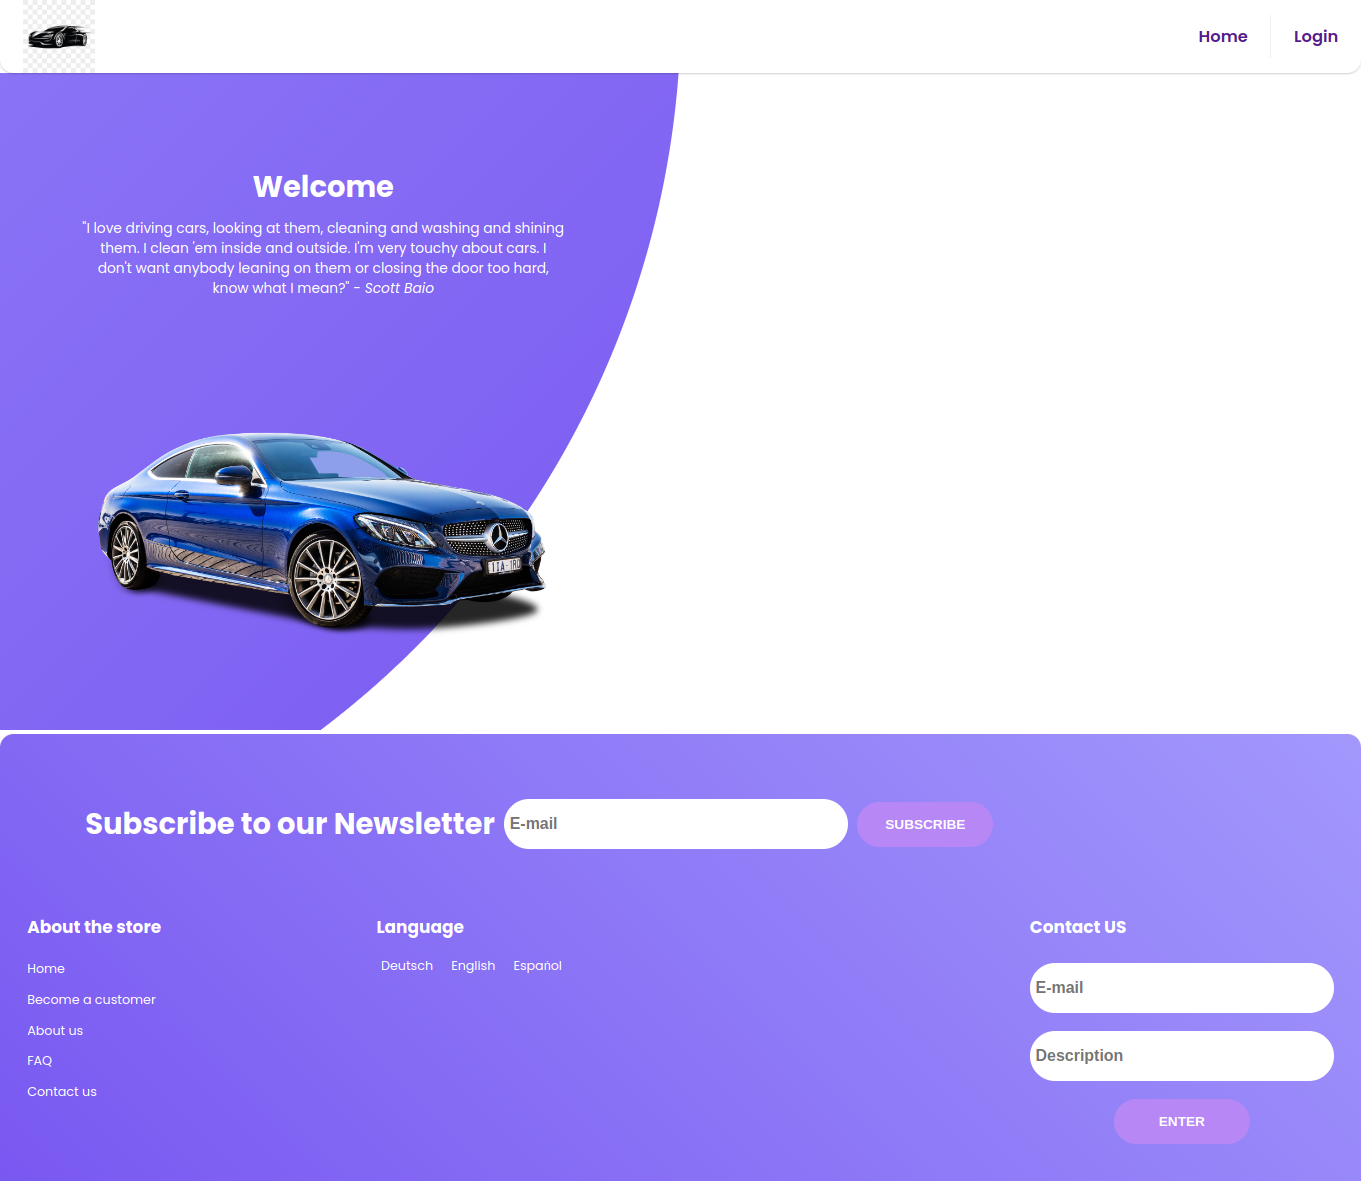 Home
Login
Welcome
"I love driving cars, looking at them, cleaning and washing and shining
them. I clean 'em inside and outside. I'm very touchy about cars. I
don't want anybody leaning on them or closing the door too hard,
know what I mean?" - Scott Baio
Subscribe to our Newsletter
E-mail
SUBSCRIBE
About the store
Home
Become a customer
About us
FAQ
Contact us
Language
Deutsch English Español
Contact US
E-mail
Description
ENTER